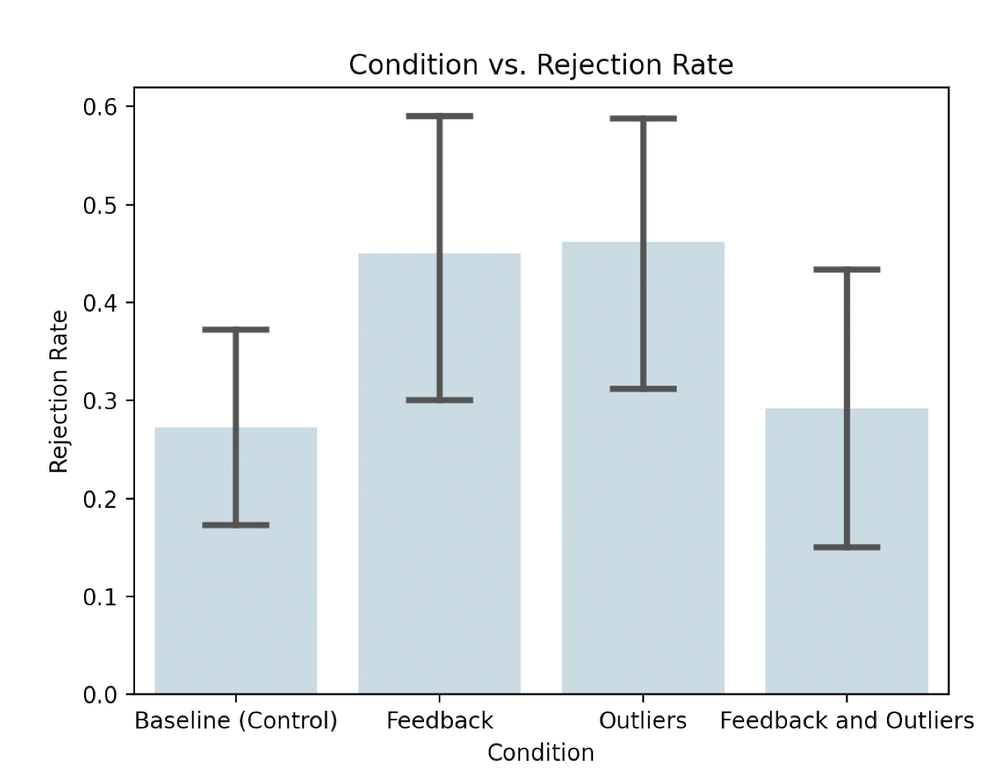 Condition vs. Rejection Rate
0.6
0.5
0.4
0.3
0.2
0.1
0.0
Rejection Rate
Baseline (Control) Feedback Outliers Feedback and Outliers
Condition